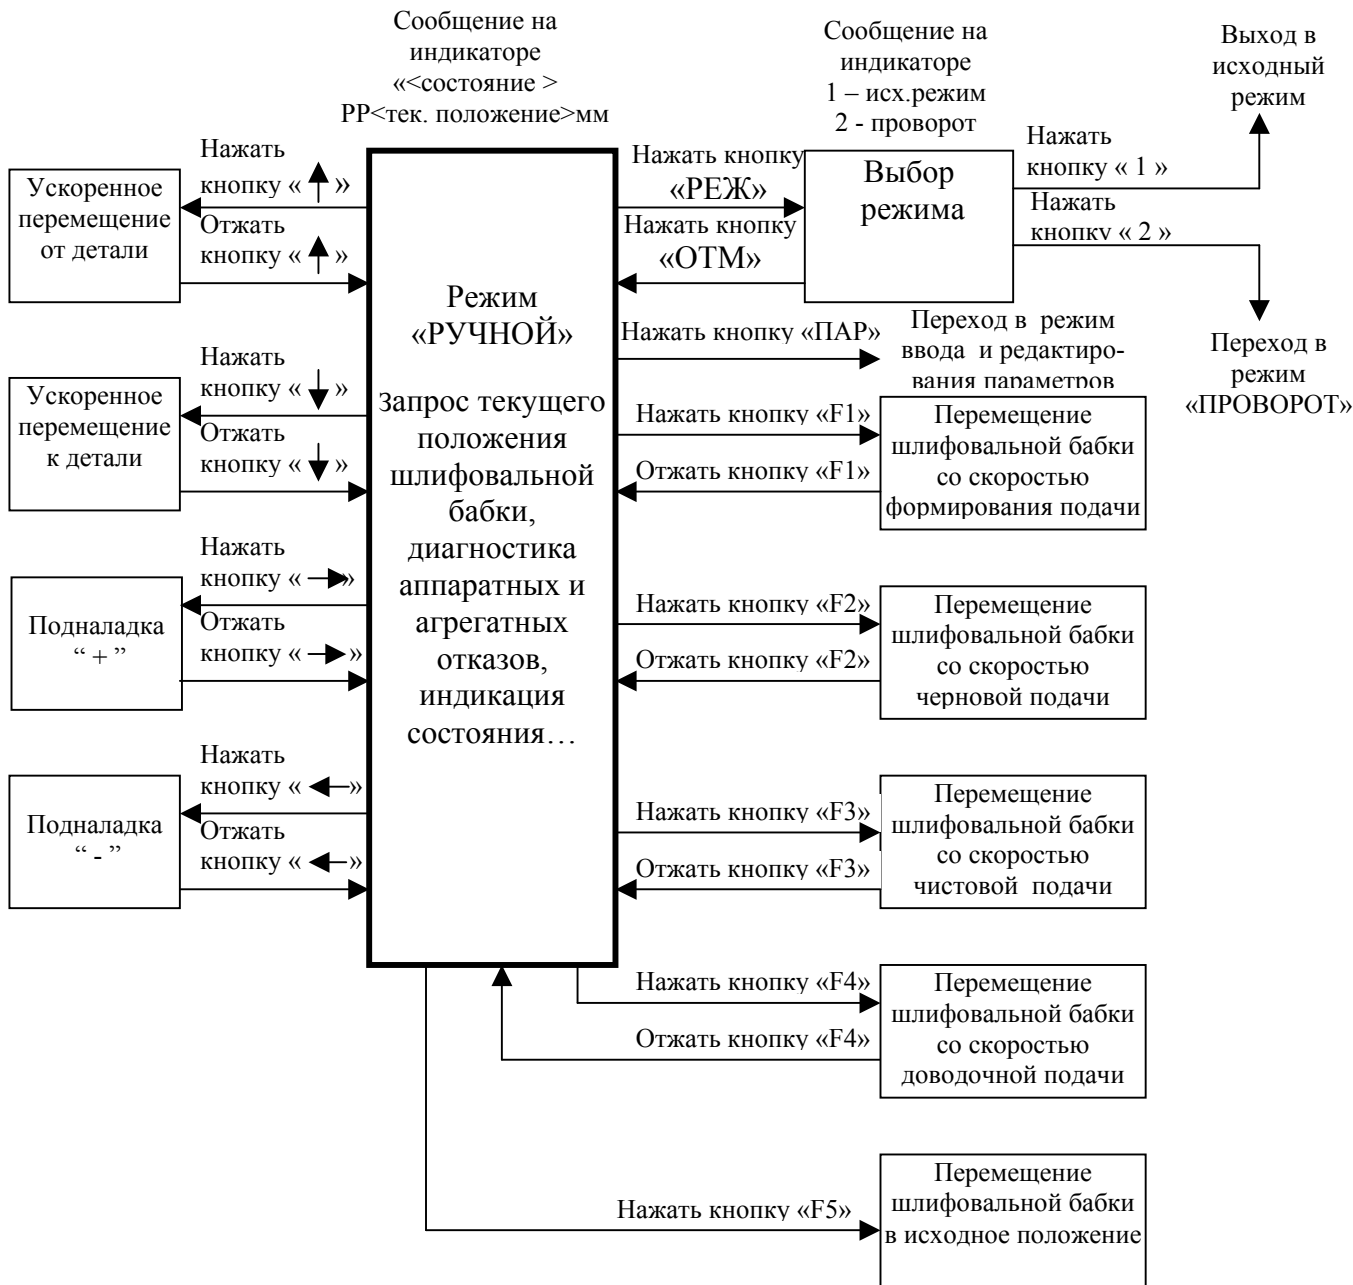 Сообщение на
индикаторе
«<состояние >
РР<тек. положение>мм
Сообщение на
индикаторе
1 – исх.режим
2 - проворот
Выход в
исходный
режим
Ускоренное
перемещение
от детали
Нажать
кнопку « ↑ »
Отжать
кнопку « ↑ »
Ускоренное
перемещение
к детали
Нажать
кнопку « ↓ »
Отжать
кнопку « ↓ »
Подналадка
“ + ”
Нажать
кнопку « → »
Отжать
кнопку « → »
Подналадка
“ - ”
Нажать
кнопку « ← »
Отжать
кнопку « ← »
Режим
«РУЧНОЙ»
Запрос текущего
положения
шлифовальной
бабки,
диагностика
аппаратных и
агрегатных
отказов,
индикация
состояния…
Нажать кнопку
«РЕЖ»
Нажать кнопку
«ОТМ»
Выбор
режима
Нажать
кнопку « 1 »
Нажать
кнопку « 2 »
Переход в
режим
«ПРОВОРОТ»
Нажать кнопку «ПАР»
Переход в режим
ввода и редактиро-
вания параметров
Нажать кнопку «F1»
Отжать кнопку «F1»
Перемещение
шлифовальной бабки
со скоростью
формирования подачи
Нажать кнопку «F2»
Отжать кнопку «F2»
Перемещение
шлифовальной бабки
со скоростью
черновой подачи
Нажать кнопку «F3»
Отжать кнопку «F3»
Перемещение
шлифовальной бабки
со скоростью
чистовой подачи
Нажать кнопку «F4»
Отжать кнопку «F4»
Перемещение
шлифовальной бабки
со скоростью
доводочной подачи
Нажать кнопку «F5»
Перемещение
шлифовальной бабки
в исходное положение